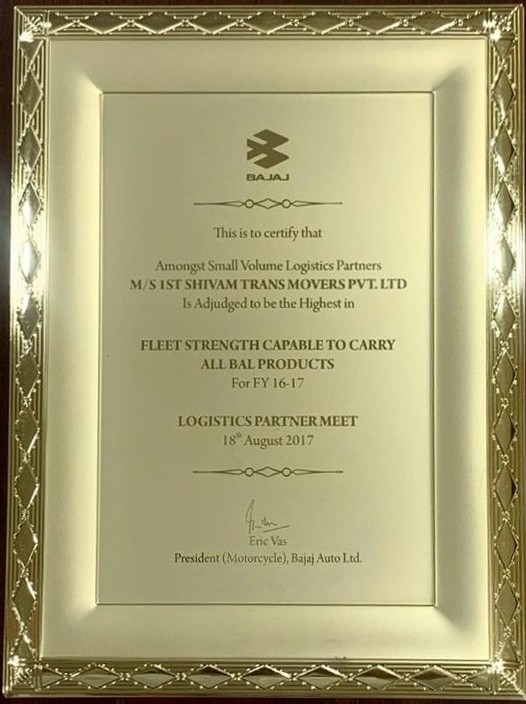 BAJAJ
This is to certify that
Amongst Small Volume Logistics Partners
M/S 1ST SHIVAM TRANS MOVERS PVT. LTD
Is Adjudged to be the Highest in
FLEET STRENGTH CAPABLE TO CARRY
ALL BAL PRODUCTS
For FY 16-17
LOGISTICS PARTNER MEET
18th August 2017
Eric Vas
President (Motorcycle), Bajaj Auto Ltd.